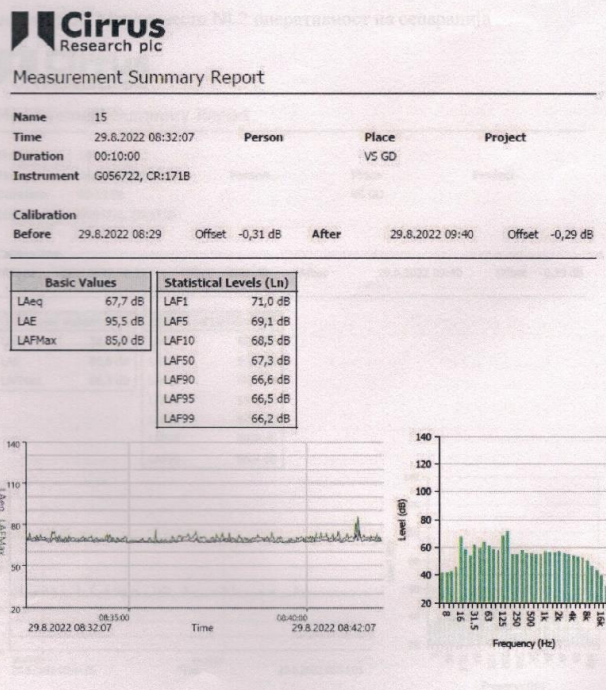 Cirrus
Research plc
Measurement Summary Report
Name 15
Time 29.8.2022 08:32:07 Person Place Project
Duration 00:10:00 VS GD
Instrument G056722, CR:171B
Calibration
Before 29.8.2022 08:29 Offset -0,31 dB After 29.8.2022 09:40 Offset -0,29 dB
Basic Values
LAeq 67,7 dB
LAE 95,5 dB
LAFMax 85,0 dB
Statistical Levels (Ln)
LAF1 71,0 dB
LAF5 69,1 dB
LAF10 68,5 dB
LAF50 67,3 dB
LAF90 66,6 dB
LAF95 66,5 dB
LAF99 66,2 dB
140
110
80
50
20
LAeq LAFMax
08:35:00 08:40:00
29.8.2022 08:32:07 Time 29.8.2022 08:42:07
140
120
100
80
60
40
20
Level (dB)
8 16 31.5 63 125 250 500 1k 2k 4k 8k 16k
Frequency (Hz)